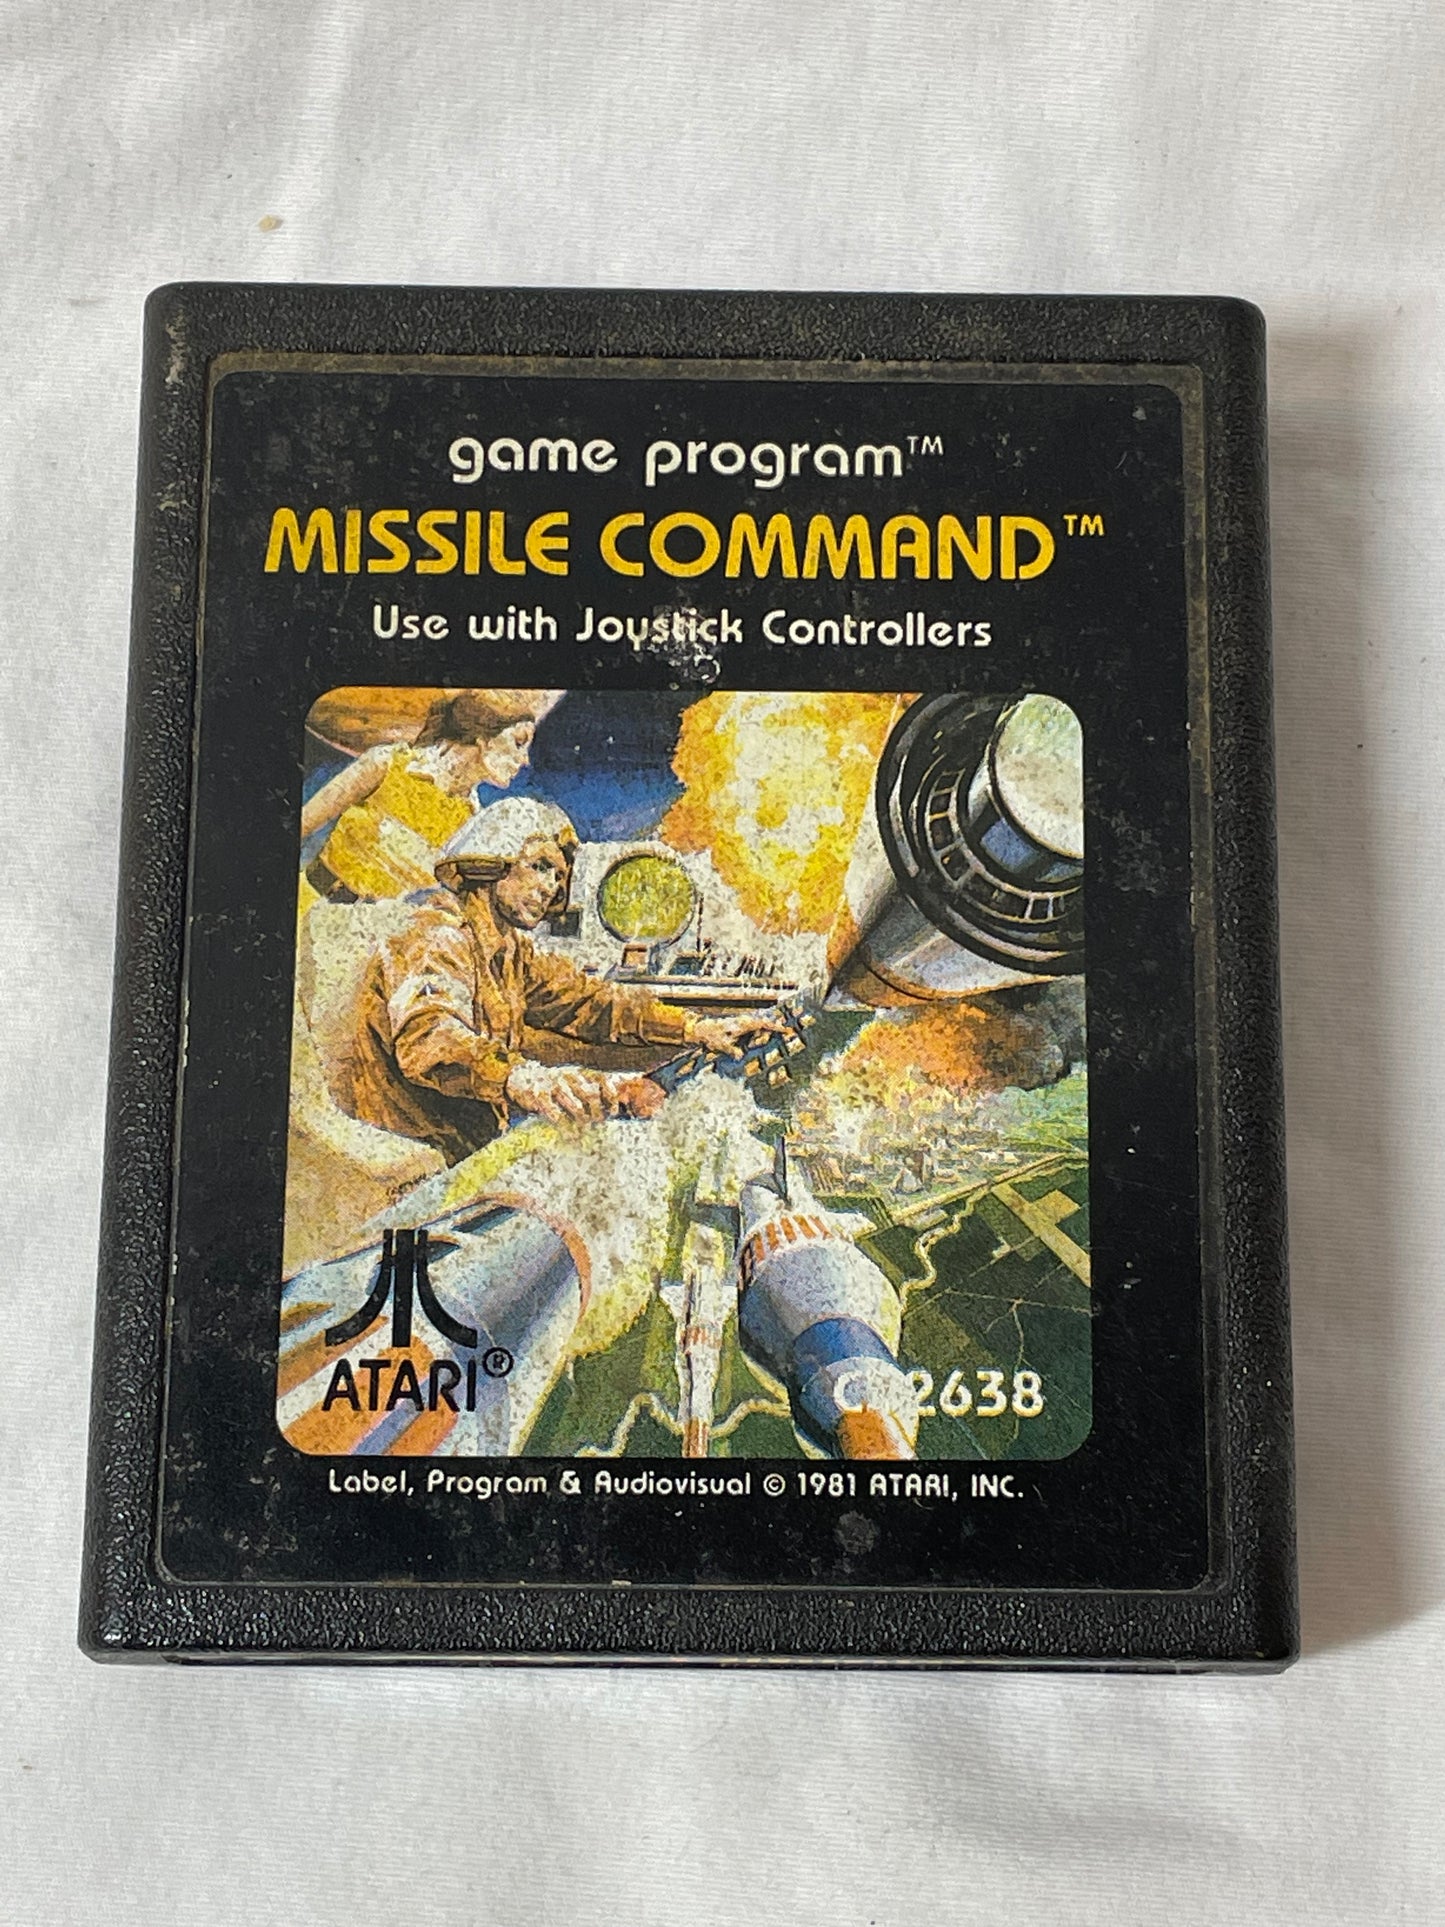 game program™
MISSILE COMMAND™
Use with Joystick Controllers
ATARI®
2638
Label, Program & Audiovisual © 1981 ATARI, INC.